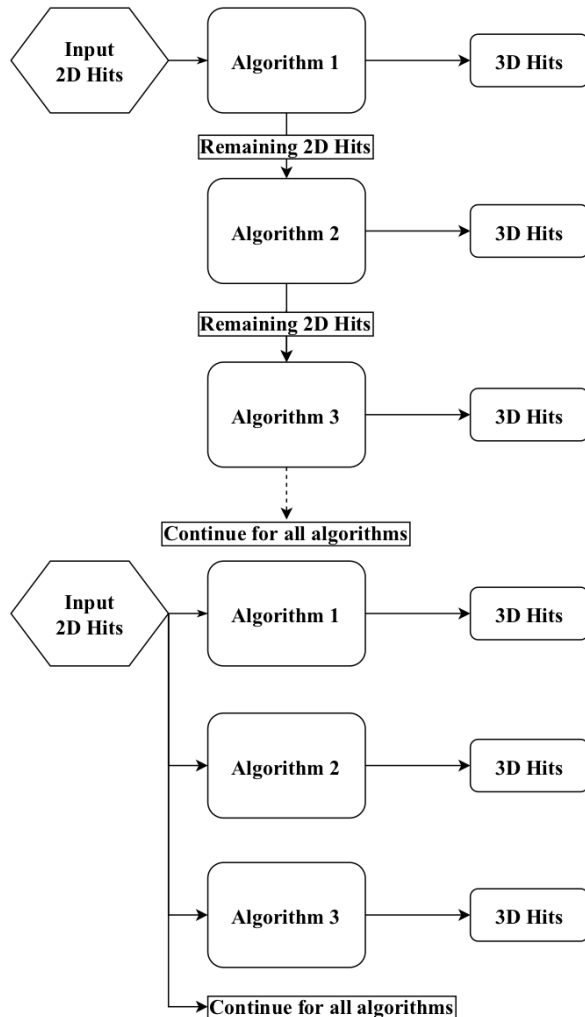 Input
2D Hits
Algorithm 1
3D Hits
Remaining 2D Hits
Algorithm 2
3D Hits
Remaining 2D Hits
Algorithm 3
3D Hits
Continue for all algorithms
Input
2D Hits
Algorithm 1
3D Hits
Algorithm 2
3D Hits
Algorithm 3
3D Hits
Continue for all algorithms